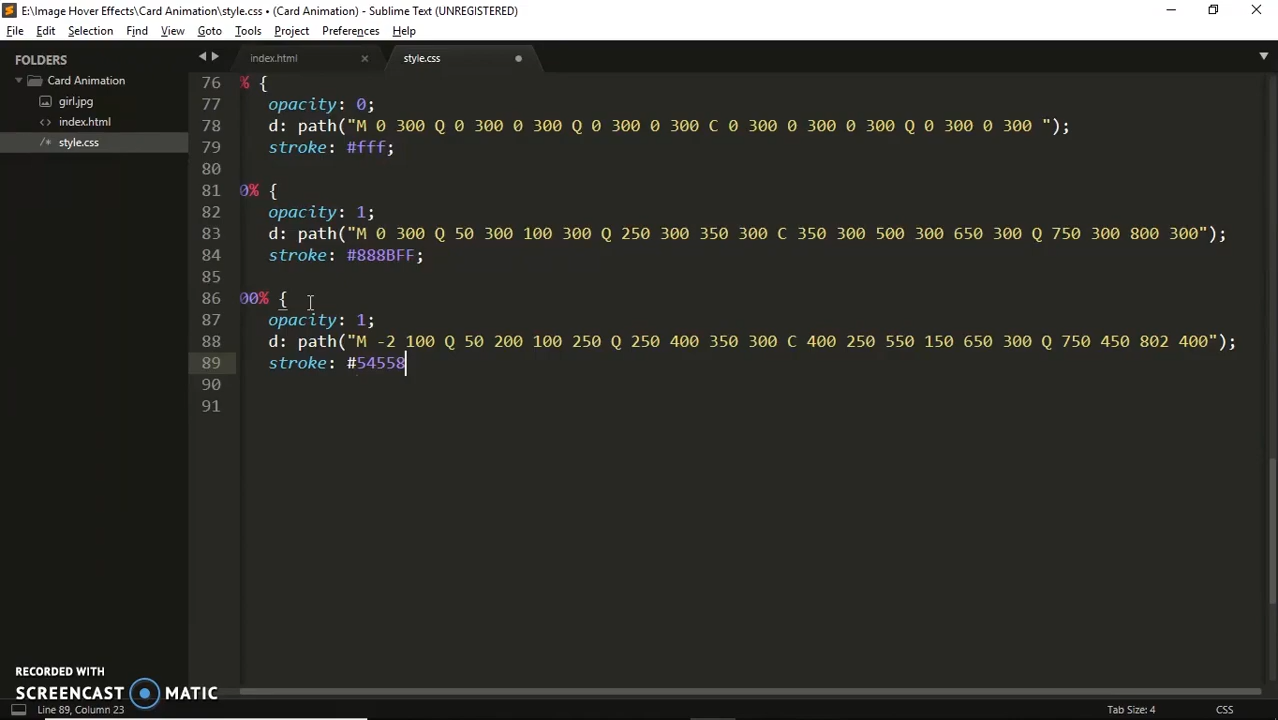 E:\Image Hover Effects\Card Animation\style.css • (Card Animation) - Sublime Text (UNREGISTERED)
File Edit Selection Find View Goto Tools Project Preferences Help
FOLDERS
Card Animation
girl.jpg
index.html
style.css
index.html
style.css
76 % {
77 opacity: 0;
78 d: path("M 0 300 Q 0 300 0 300 Q 0 300 0 300 C 0 300 0 300 0 300 Q 0 300 0 300 ");
79 stroke: #fff;
80
81 0% {
82 opacity: 1;
83 d: path("M 0 300 Q 50 300 100 300 Q 250 300 350 300 C 350 300 500 300 650 300 Q 750 300 800 300");
84 stroke: #888BFF;
85
86 00% {
87 opacity: 1;
88 d: path("M -2 100 Q 50 200 100 250 Q 250 400 350 300 C 400 250 550 150 650 300 Q 750 450 802 400");
89 stroke: #54558
90
91
RECORDED WITH
SCREENCAST MATIC
Line 89, Column 23
Tab Size: 4
CSS